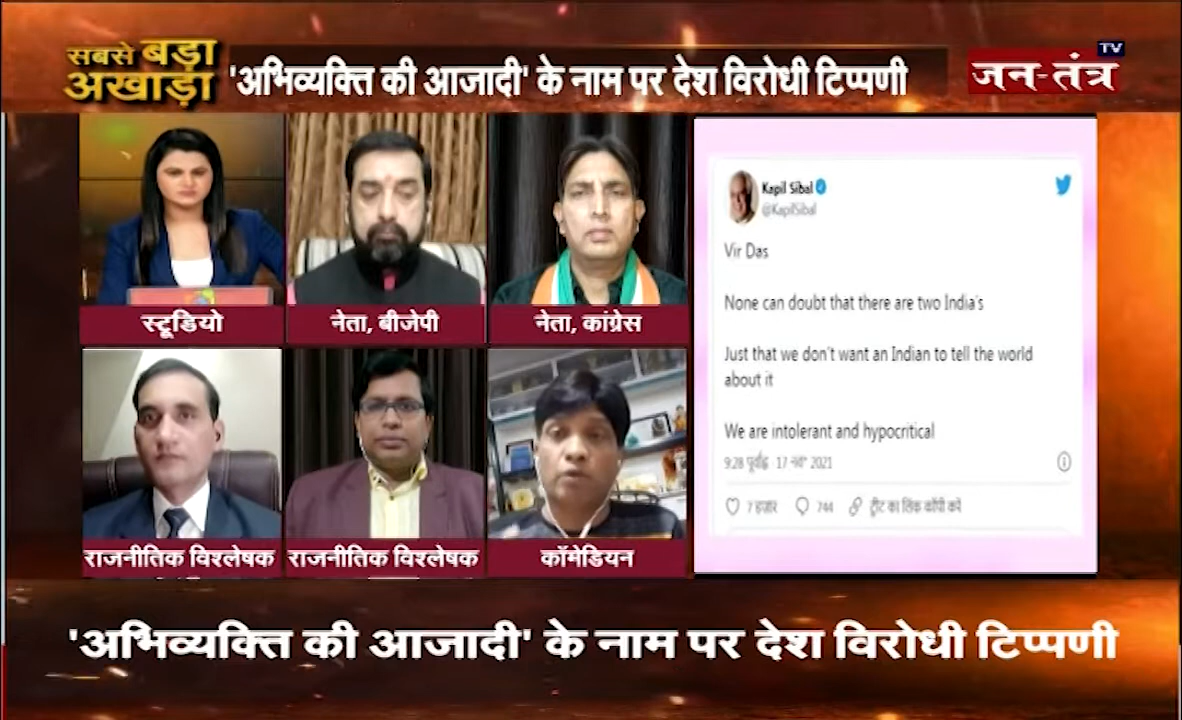 सबसे बड़ा
अखाड़ा
'अभिव्यक्ति की आजादी' के नाम पर देश विरोधी टिप्पणी
TV
जन-तंत्र
स्टूडियो
नेता, बीजेपी
नेता, कांग्रेस
राजनीतिक विश्लेषक
राजनीतिक विश्लेषक
कॉमेडियन
Kapil Sibal
@KapilSibal
Vir Das
None can doubt that there are two India's
Just that we don't want an Indian to tell the world
about it
We are intolerant and hypocritical
9:28 पूर्वाह्न · 17 नव॰ 2021
7 हज़ार 744 ट्वीट का लिंक कॉपी करें
'अभिव्यक्ति की आजादी' के नाम पर देश विरोधी टिप्पणी